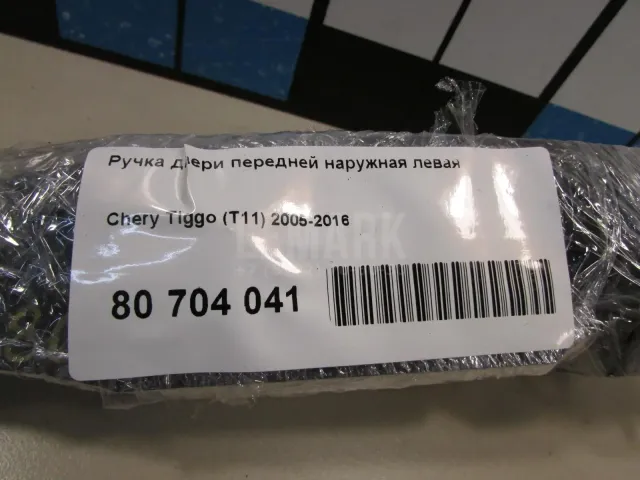 Ручка двери передней наружная левая
Chery Tiggo (T11) 2005-2016
80 704 041